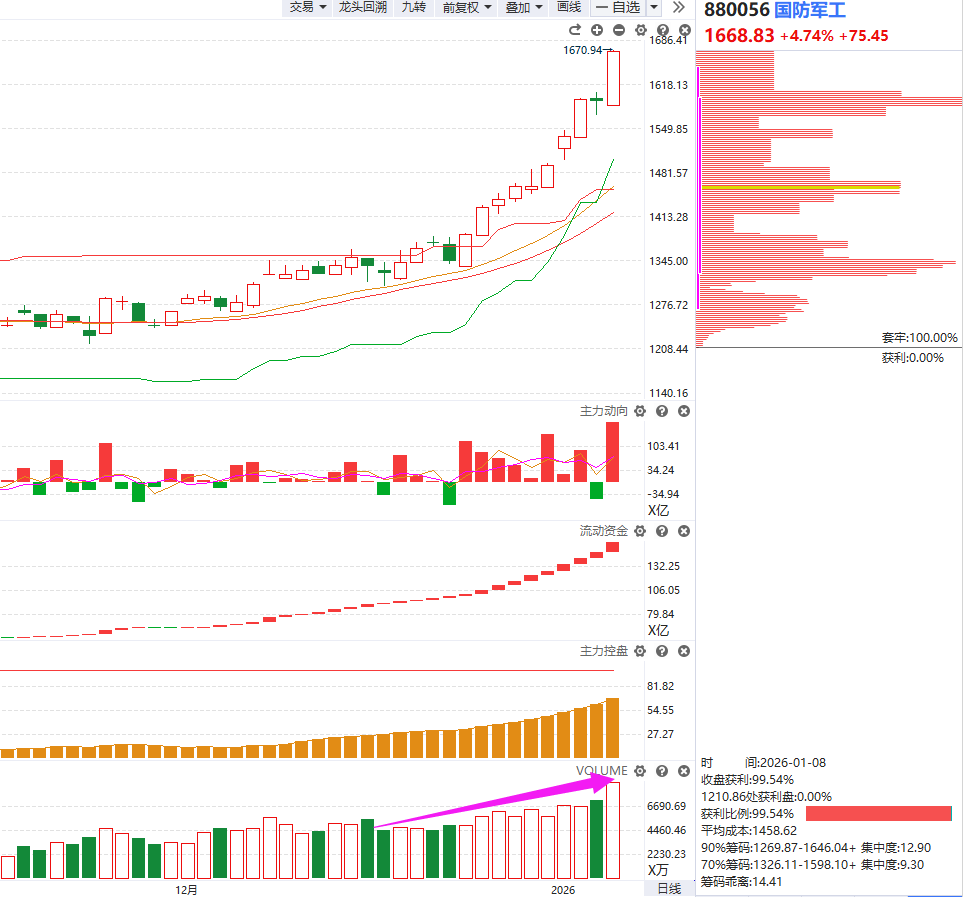 交易 龙头回溯 九转 前复权 叠加 画线 一 自选
880056 国防军工
1668.83 +4.74% +75.45
1670.94
1686.41
1618.13
1549.85
1481.57
1413.28
1345.00
1276.72
1208.44
1140.16
套牢:100.00%
获利:0.00%
主力动向
103.41
34.24
-34.94
X亿
流动资金
132.25
106.05
79.84
X亿
主力控盘
81.82
54.55
27.27
VOLUME
6690.69
4460.46
2230.23
X万
12月 2026 日线
时 间:2026-01-08
收盘获利:99.54%
1210.86处获利盘:0.00%
获利比例:99.54%
平均成本:1458.62
90%筹码:1269.87-1646.04+ 集中度:12.90
70%筹码:1326.11-1598.10+ 集中度:9.30
筹码乖离:14.41